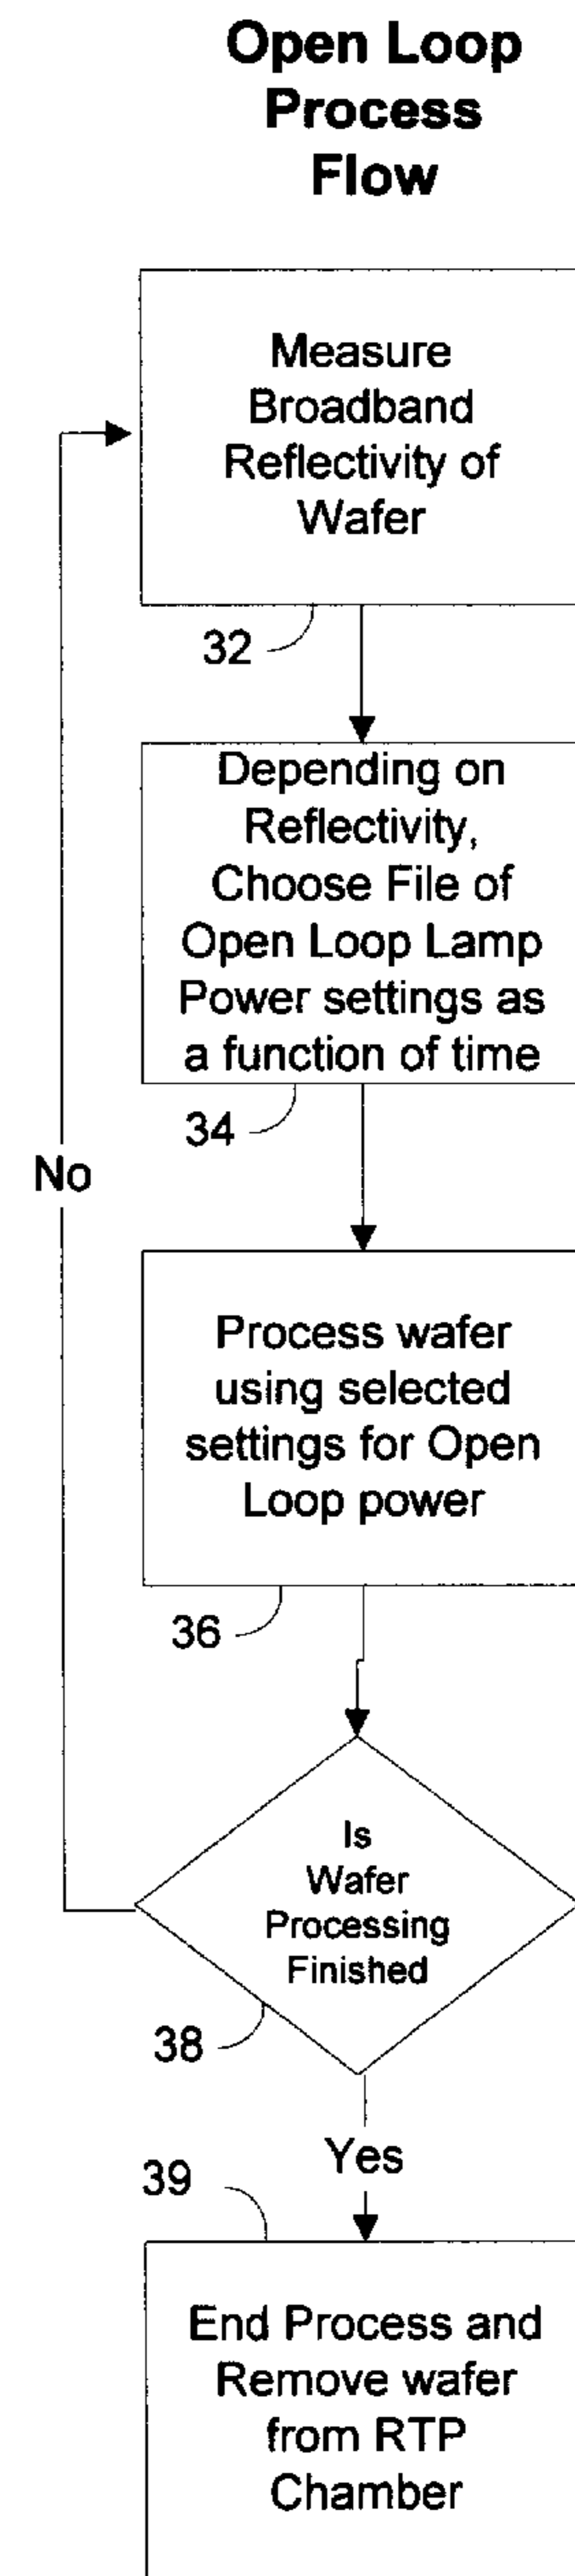 Open Loop
Process
Flow
Measure
Broadband
Reflectivity of
Wafer
32
Depending on
Reflectivity,
Choose File of
Open Loop Lamp
Power settings as
a function of time
34
No
Process wafer
using selected
settings for Open
Loop power
36
Is
Wafer
Processing
Finished
38
Yes
39
End Process and
Remove wafer
from RTP
Chamber